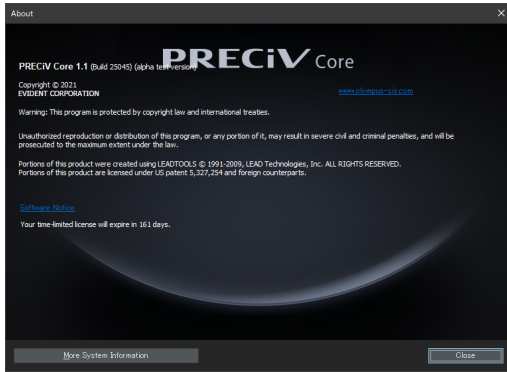 About
PRECiV Core
PRECiV Core 1.1 (Build 25045) (alpha test version)
Copyright © 2021
EVIDENT CORPORATION
www.olympus-sis.com
Warning: This program is protected by copyright law and international treaties.
Unauthorized reproduction or distribution of this program, or any portion of it, may result in severe civil and criminal penalties, and will be
prosecuted to the maximum extent under the law.
Portions of this product were created using LEADTOOLS © 1991-2009, LEAD Technologies, Inc. ALL RIGHTS RESERVED.
Portions of this product are licensed under US patent 5,327,254 and foreign counterparts.
Software Notice
Your time-limited license will expire in 161 days.
More System Information
Close